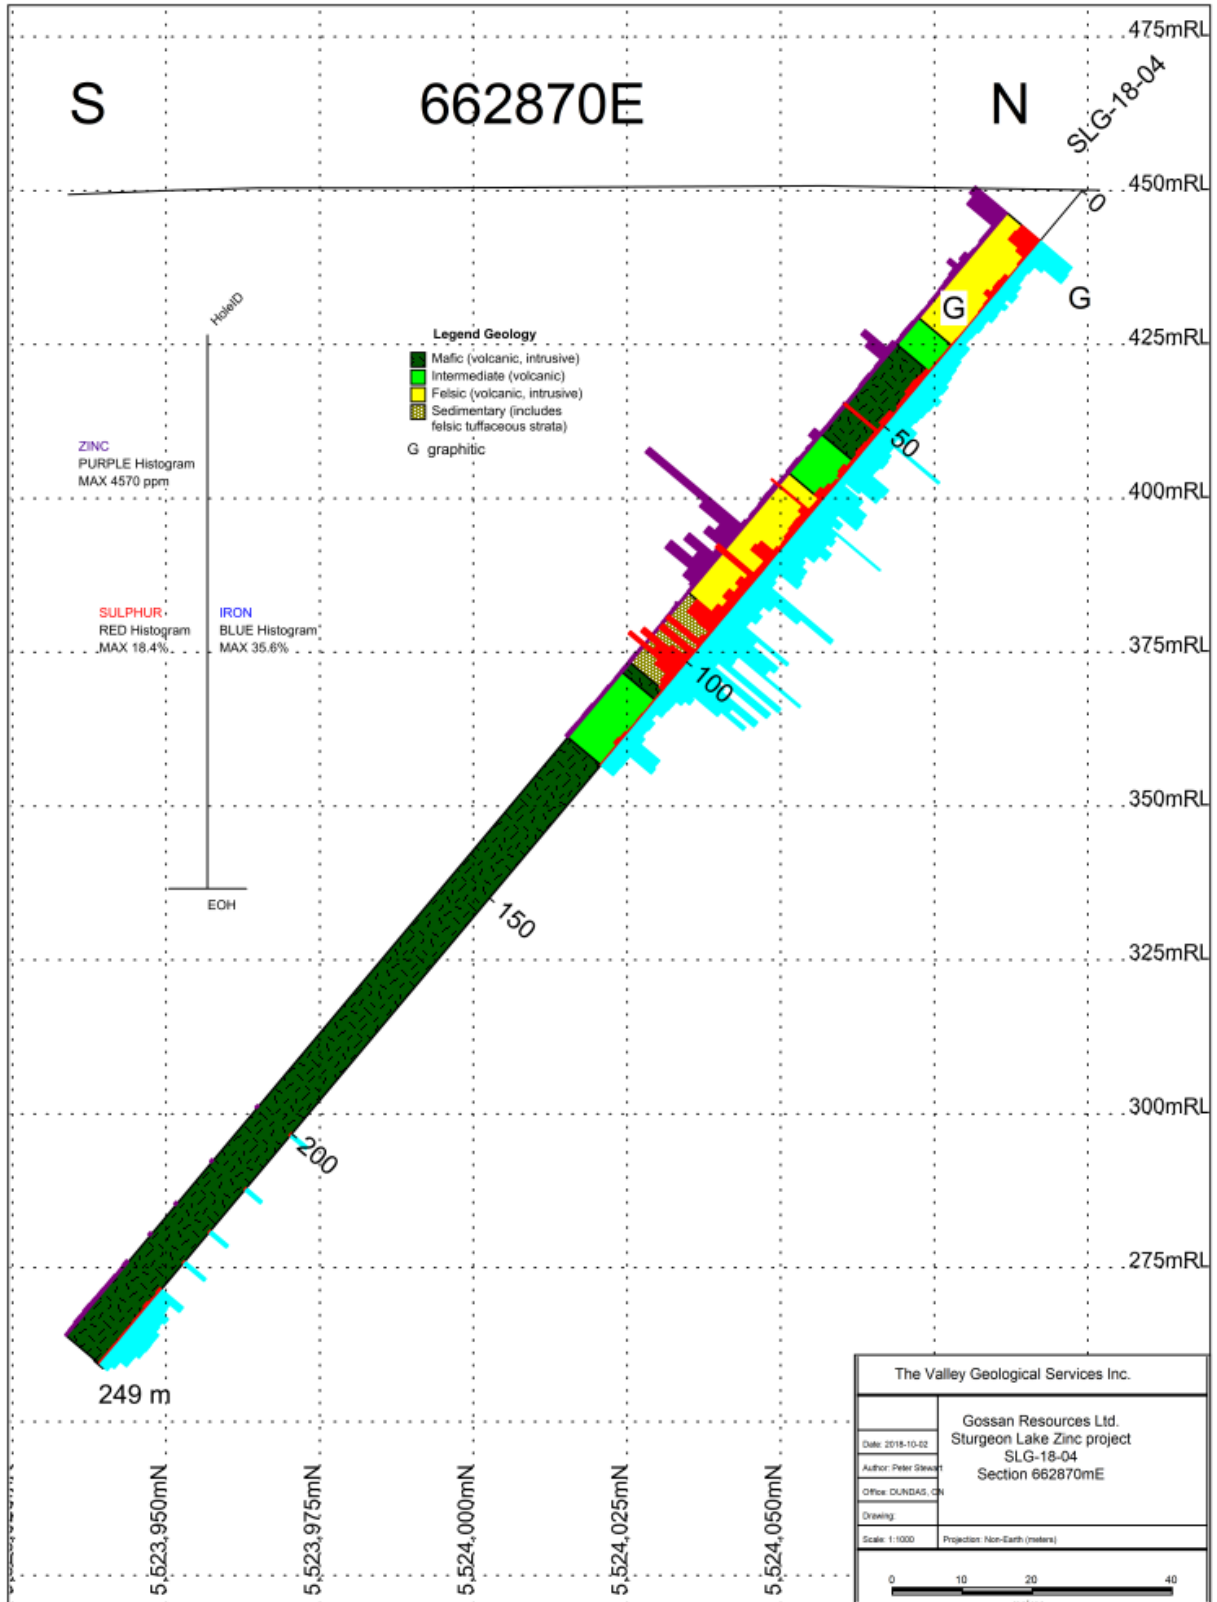 475mRL
S
662870E
N
SLG-18-04
450mRL
0
HoleID
G
G
Legend Geology
Mafic (volcanic, intrusive)
Intermediate (volcanic)
Felsic (volcanic, intrusive)
Sedimentary (includes
felsic tuffaceous strata)
G graphitic
425mRL
ZINC
PURPLE Histogram
MAX 4570 ppm
50
400mRL
SULPHUR
RED Histogram
MAX 18.4%
IRON
BLUE Histogram
MAX 35.6%
375mRL
100
350mRL
EOH
150
325mRL
300mRL
200
275mRL
249 m
5,523,950mN
5,523,975mN
5,524,000mN
5,524,025mN
5,524,050mN
The Valley Geological Services Inc.
Gossan Resources Ltd.
Sturgeon Lake Zinc project
SLG-18-04
Section 662870mE
Date: 2018-10-02
Author: Peter Stewart
Office: DUNDAS, ON
Drawing:
Scale: 1:1000
Projection: Non-Earth (meters)
0 10 20 40